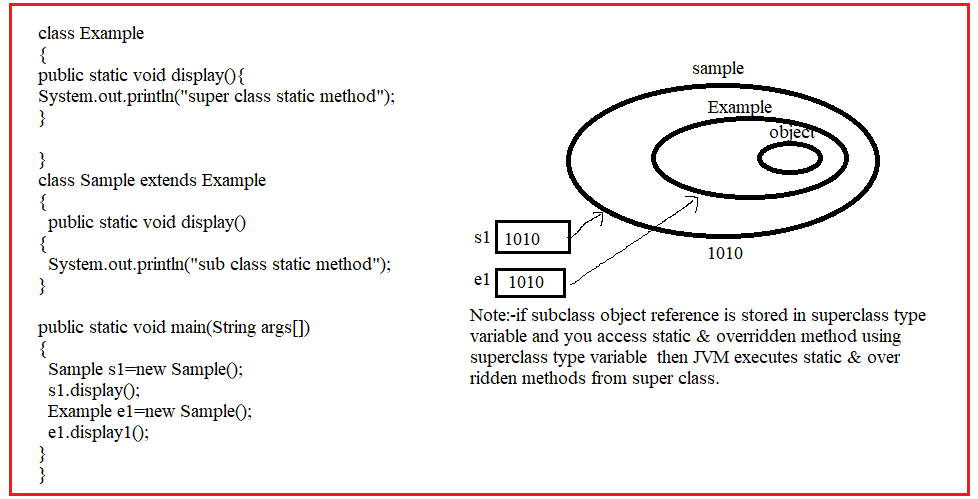 class Example
{
public static void display(){
System.out.println("super class static method");
}
}
class Sample extends Example
{
public static void display()
{
System.out.println("sub class static method");
}
public static void main(String args[])
{
Sample s1=new Sample();
s1.display();
Example e1=new Sample();
e1.display1();
}
}
sample
Example
object
s1 1010
1010
e1 1010
Note:-if subclass object reference is stored in superclass type
variable and you access static & overridden method using
superclass type variable then JVM executes static & over
ridden methods from super class.